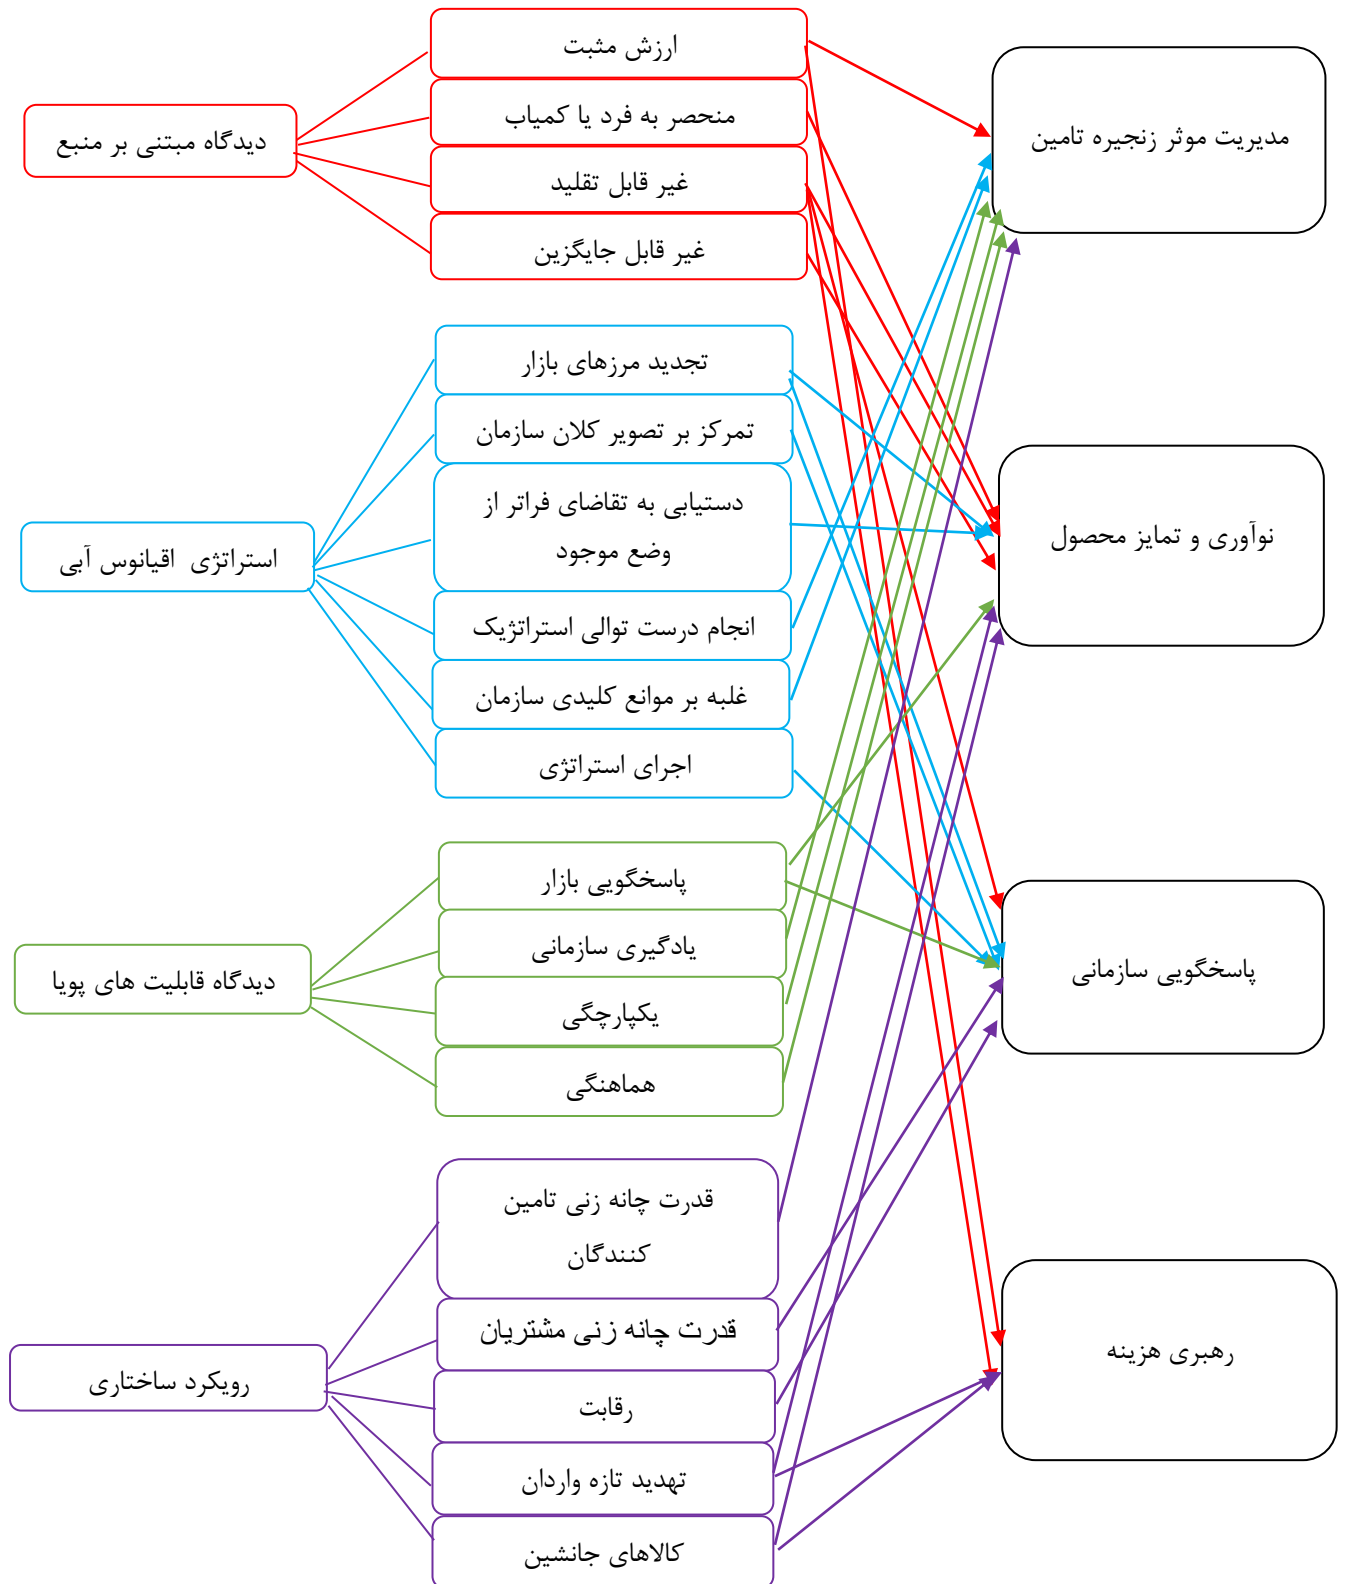 ارزش مثبت
منحصر به فرد یا کمیاب
غیر قابل تقلید
غیر قابل جایگزین
دیدگاه مبتنی بر منبع
مدیریت موثر زنجیره تامین
تجدید مرزهای بازار
تمرکز بر تصویر کلان سازمان
دستیابی به تقاضای فراتر از
وضع موجود
انجام درست توالی استراتژیک
غلبه بر موانع کلیدی سازمان
اجرای استراتژی
استراتژی اقیانوس آبی
نوآوری و تمایز محصول
پاسخگویی بازار
یادگیری سازمانی
یکپارچگی
هماهنگی
دیدگاه قابلیت های پویا
پاسخگویی سازمانی
قدرت چانه زنی تامین
کنندگان
قدرت چانه زنی مشتریان
رقابت
تهدید تازه واردان
کالاهای جانشین
رویکرد ساختاری
رهبری هزینه